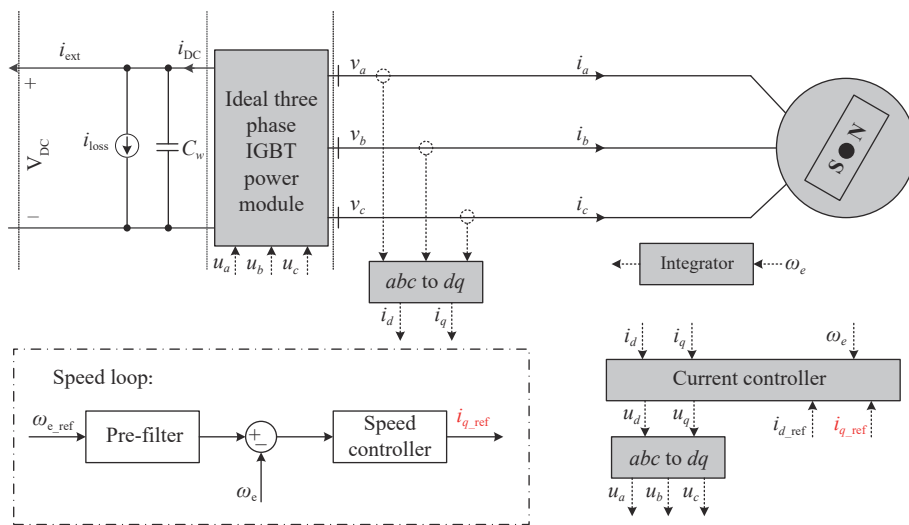 i_ext
i_DC
+
V_DC
−
i_loss
C_w
Ideal three
phase
IGBT
power
module
v_a
v_b
v_c
i_a
i_b
i_c
S N
u_a u_b u_c
abc to dq
i_d i_q
Integrator
ω_e
Speed loop:
ω_e_ref
Pre-filter
+
−
ω_e
Speed
controller
i_q_ref
i_d i_q ω_e
Current controller
u_d u_q i_d_ref i_q_ref
abc to dq
u_a u_b u_c